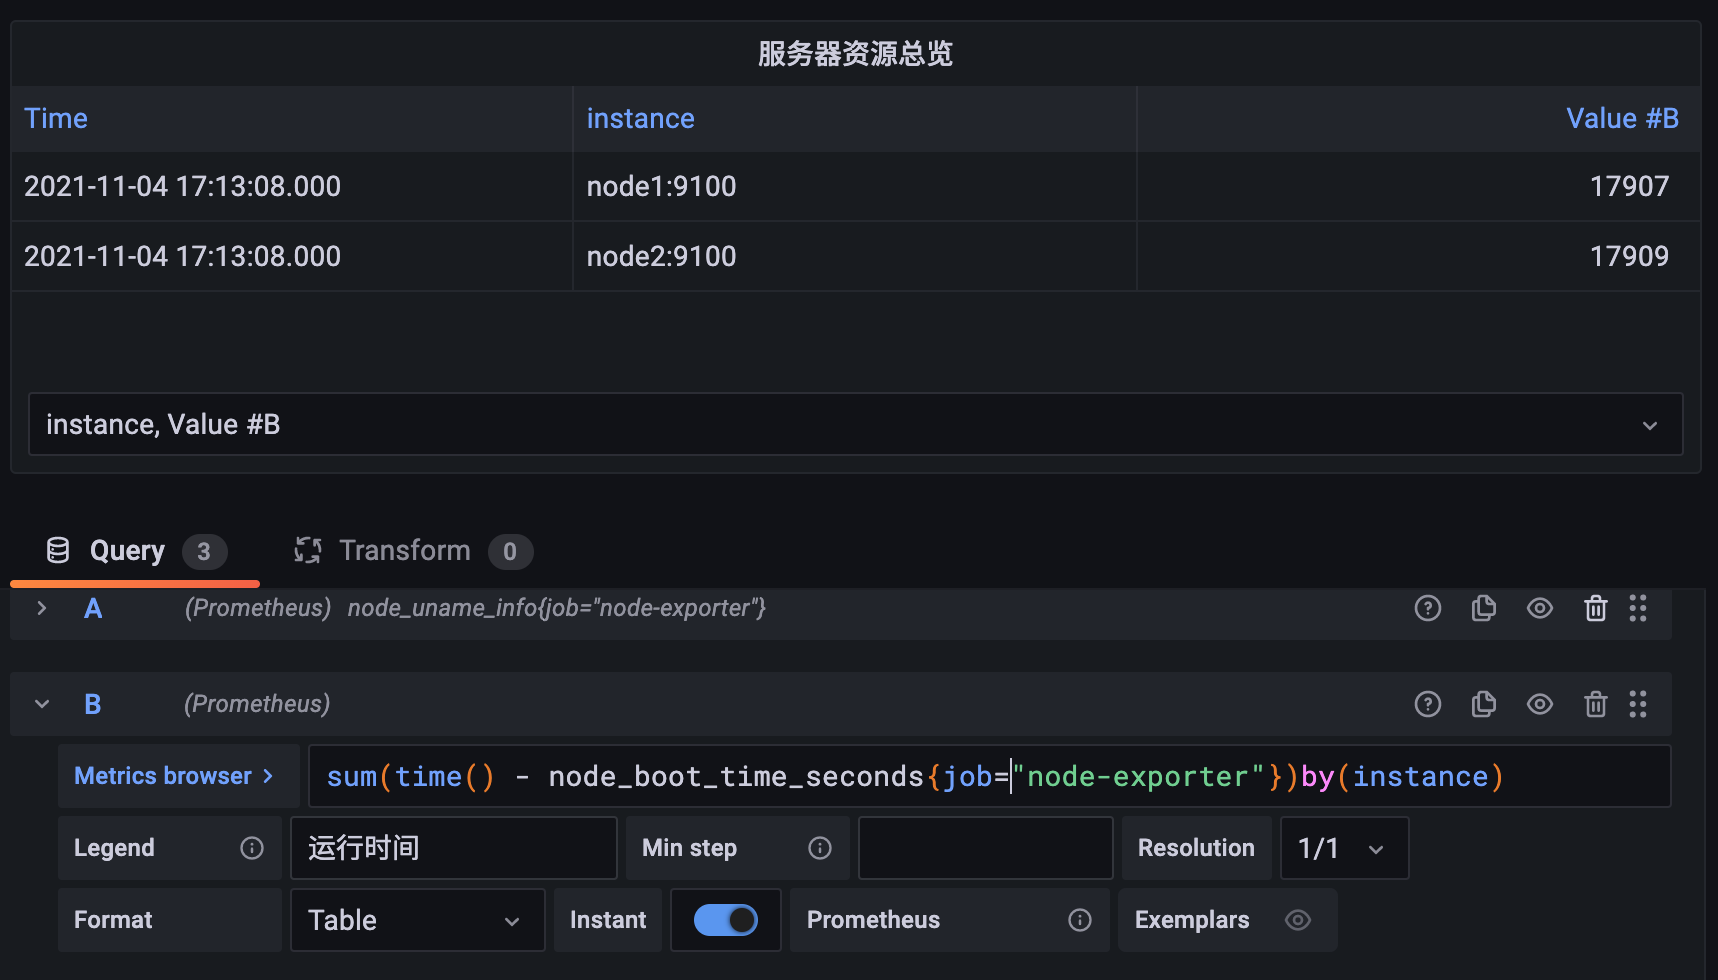 服务器资源总览
Time instance Value #B
2021-11-04 17:13:08.000 node1:9100 17907
2021-11-04 17:13:08.000 node2:9100 17909
instance, Value #B
Query 3 Transform 0
A (Prometheus) node_uname_info{job="node-exporter"}
B (Prometheus)
Metrics browser > sum(time() - node_boot_time_seconds{job="node-exporter"})by(instance)
Legend 运行时间 Min step Resolution 1/1
Format Table Instant Prometheus Exemplars